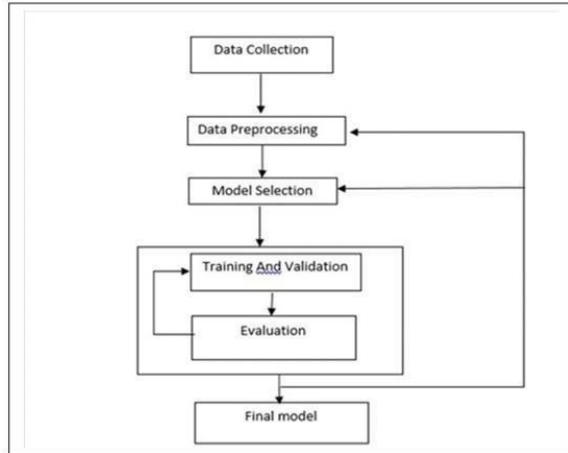 Data Collection
Data Preprocessing
Model Selection
Training And Validation
Evaluation
Final model